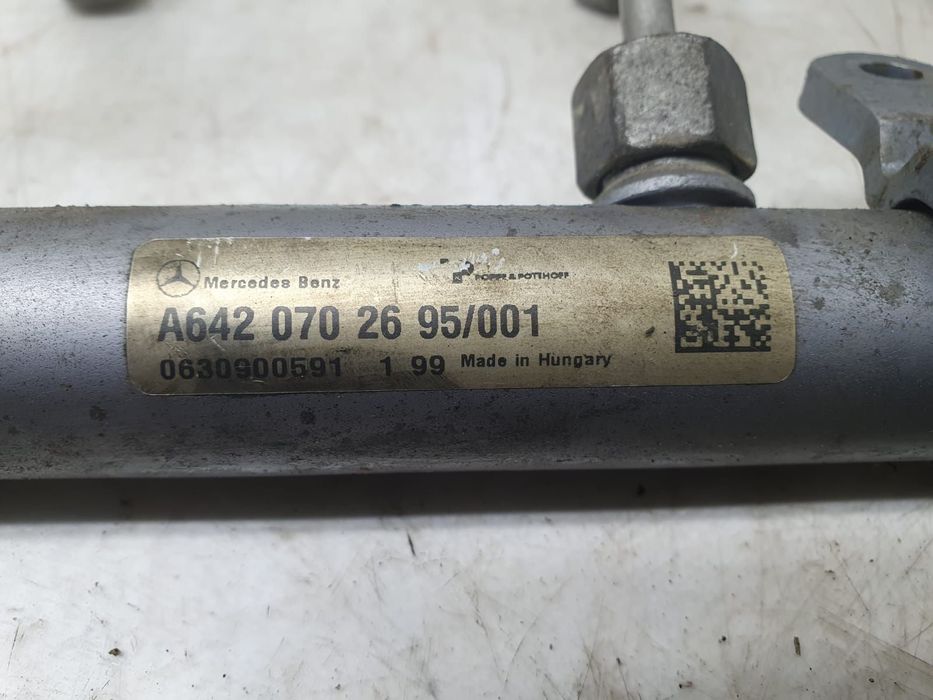 Mercedes Benz
POPPE & POTTHOFF
A642 070 26 95/001
0630900591 1 99 Made in Hungary